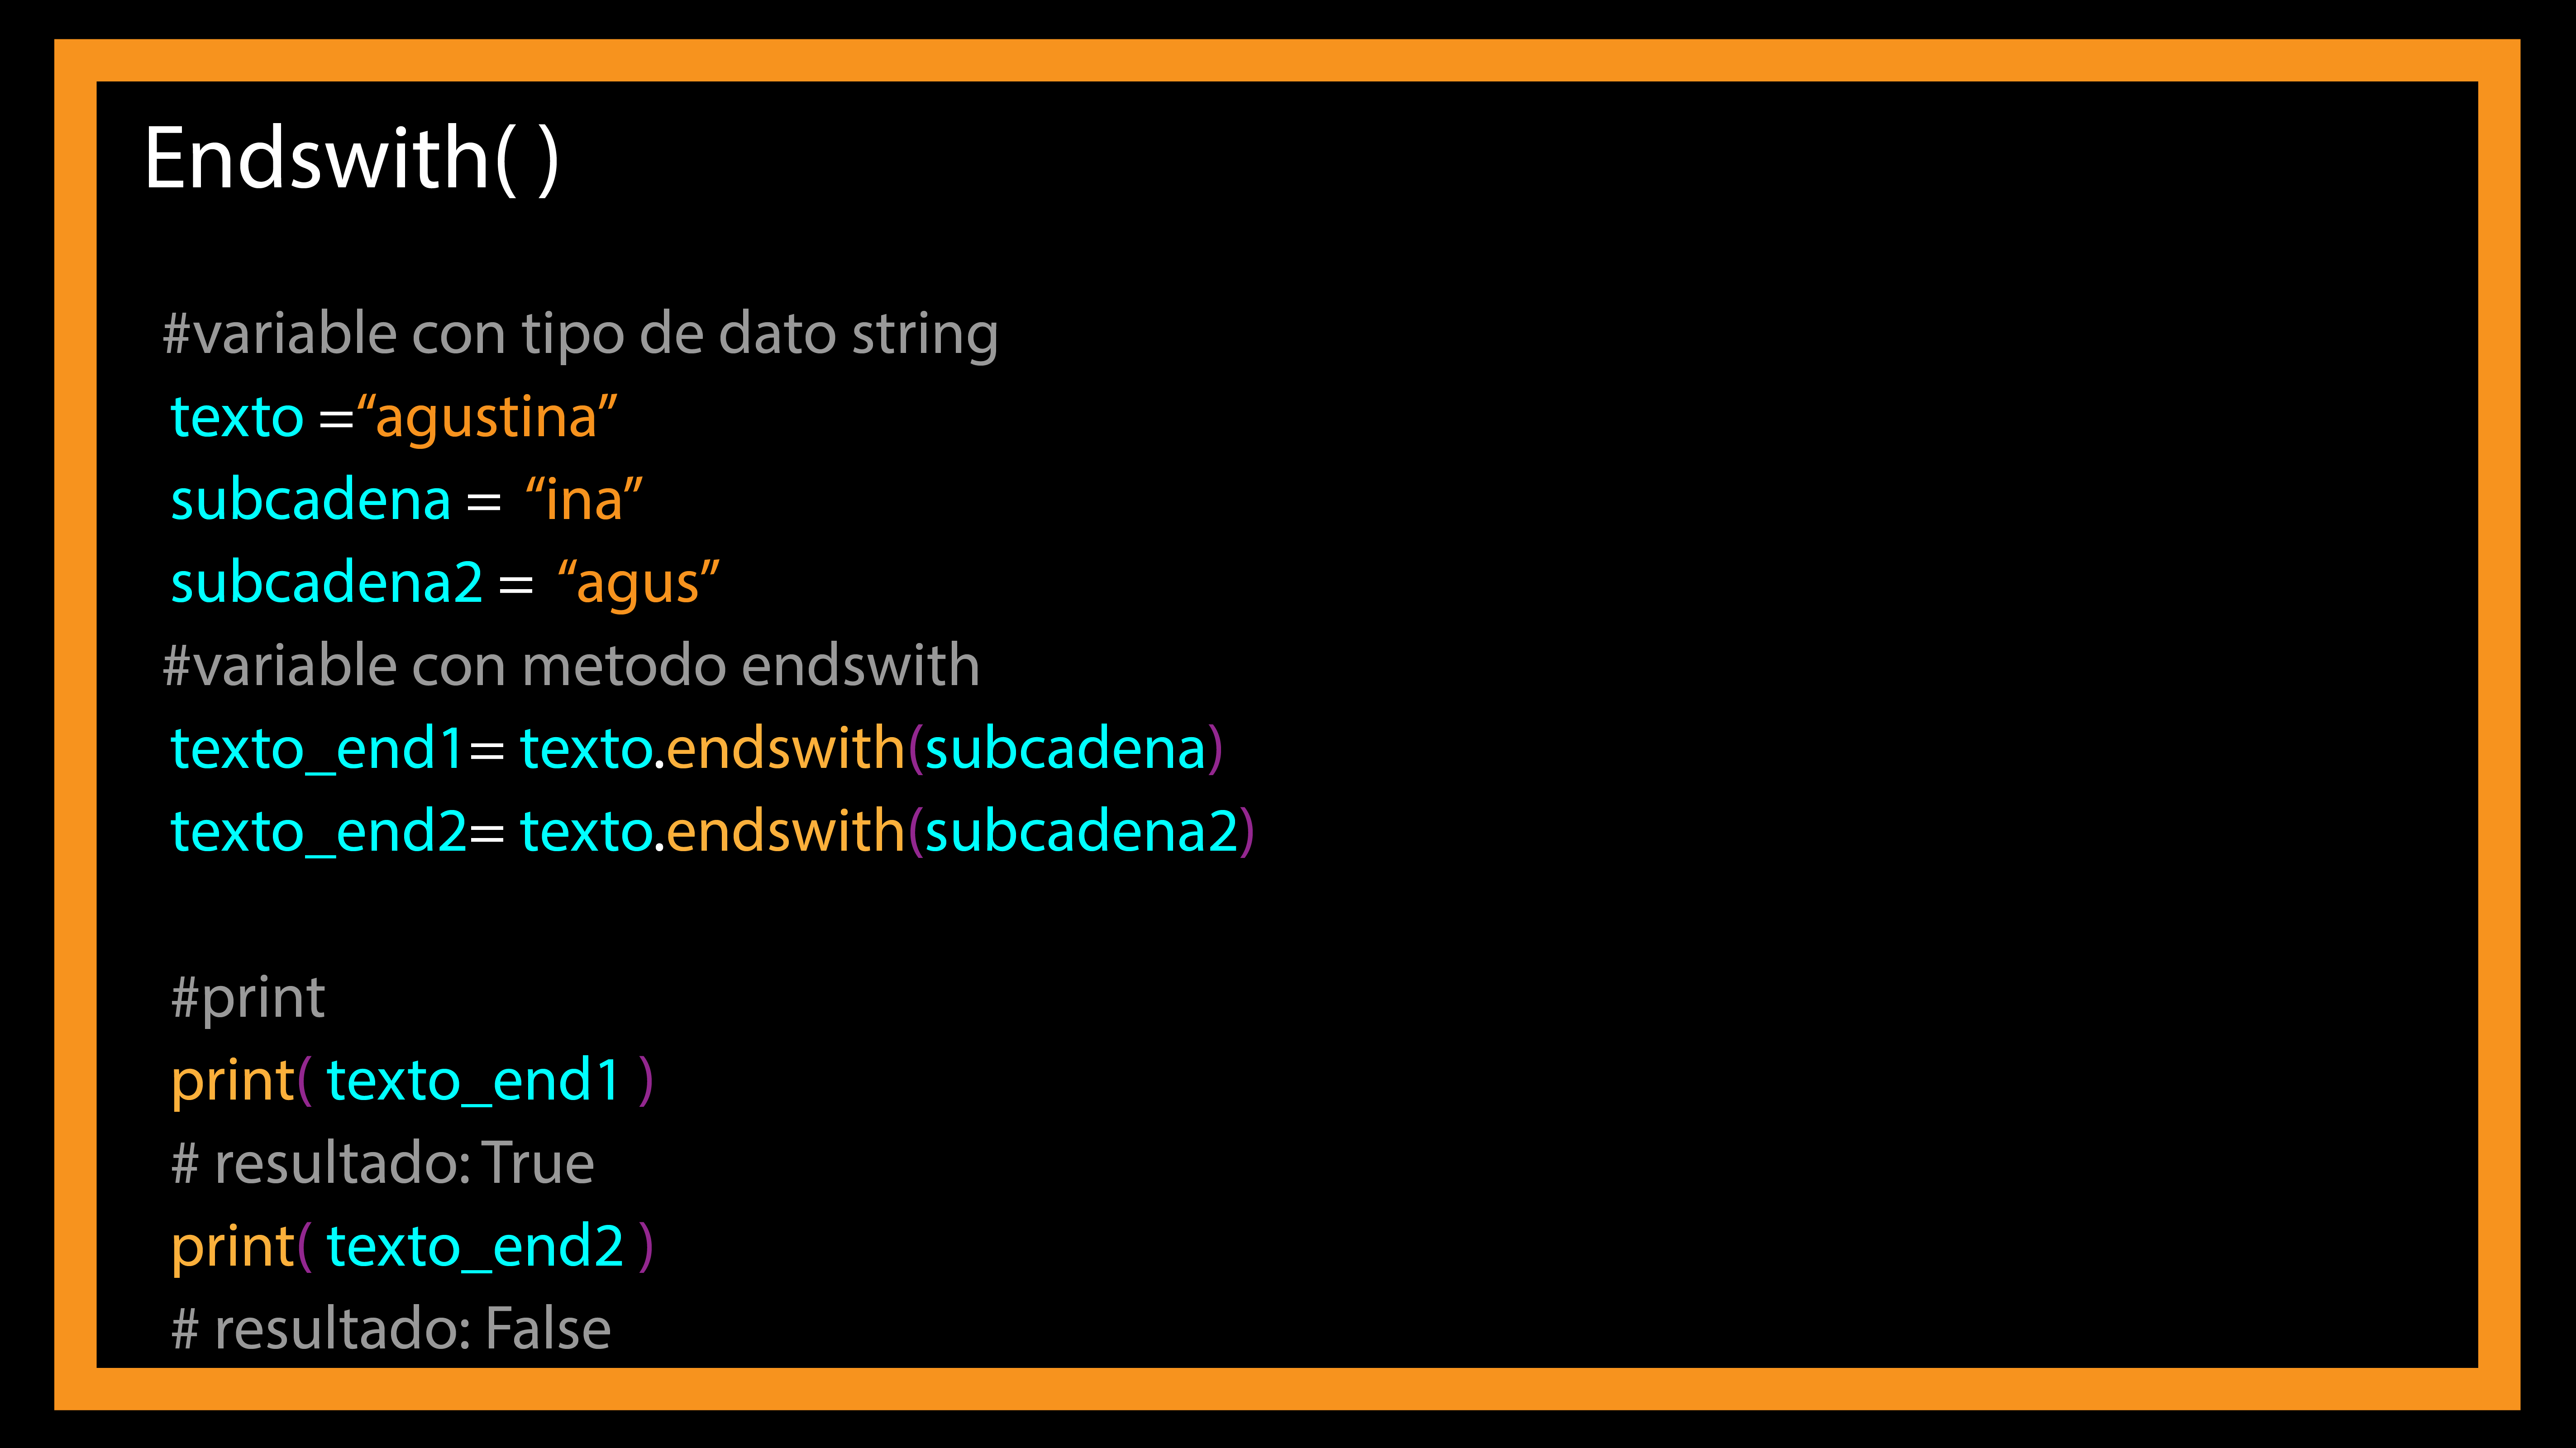 Endswith( )
#variable con tipo de dato string
texto =“agustina”
subcadena = “ina”
subcadena2 = “agus”
#variable con metodo endswith
texto_end1= texto.endswith(subcadena)
texto_end2= texto.endswith(subcadena2)
#print
print( texto_end1 )
# resultado: True
print( texto_end2 )
# resultado: False